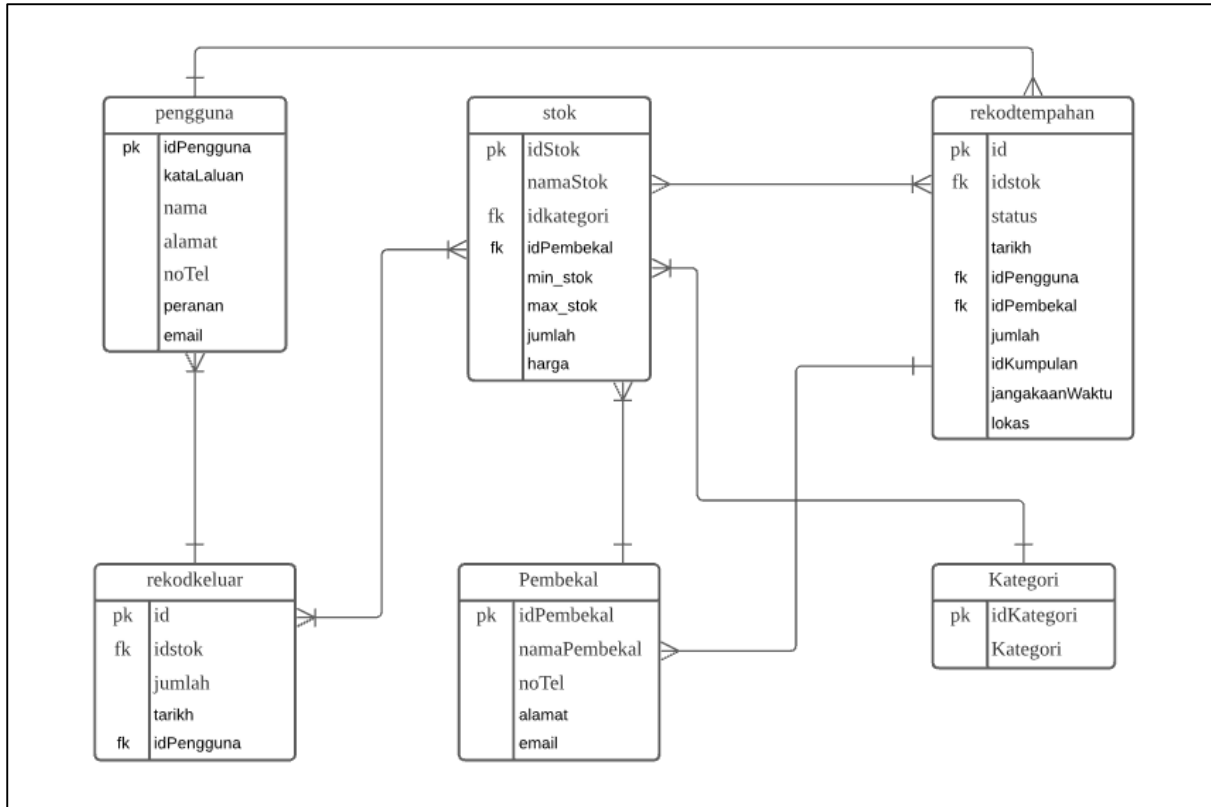 pengguna
pk idPengguna
kataLaluan
nama
alamat
noTel
peranan
email
stok
pk idStok
namaStok
fk idkategori
fk idPembekal
min_stok
max_stok
jumlah
harga
rekodtempahan
pk id
fk idstok
status
tarikh
fk idPengguna
fk idPembekal
jumlah
idKumpulan
jangakaanWaktu
lokas
rekodkeluar
pk id
fk idstok
jumlah
tarikh
fk idPengguna
Pembekal
pk idPembekal
namaPembekal
noTel
alamat
email
Kategori
pk idKategori
Kategori